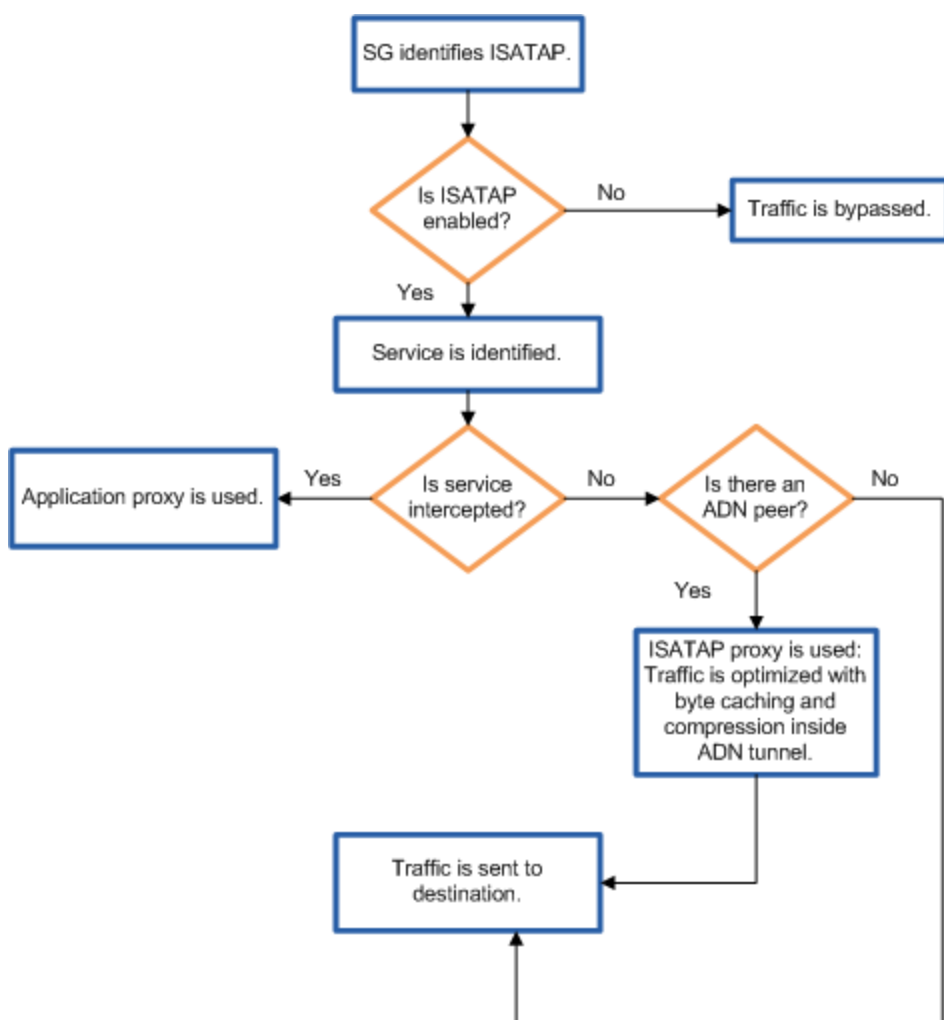 SG identifies ISATAP.
Is ISATAP
enabled?
No
Traffic is bypassed.
Yes
Service is identified.
Application proxy is used.
Yes
Is service
intercepted?
No
Is there an
ADN peer?
No
Yes
ISATAP proxy is used:
Traffic is optimized with
byte caching and
compression inside
ADN tunnel.
Traffic is sent to
destination.